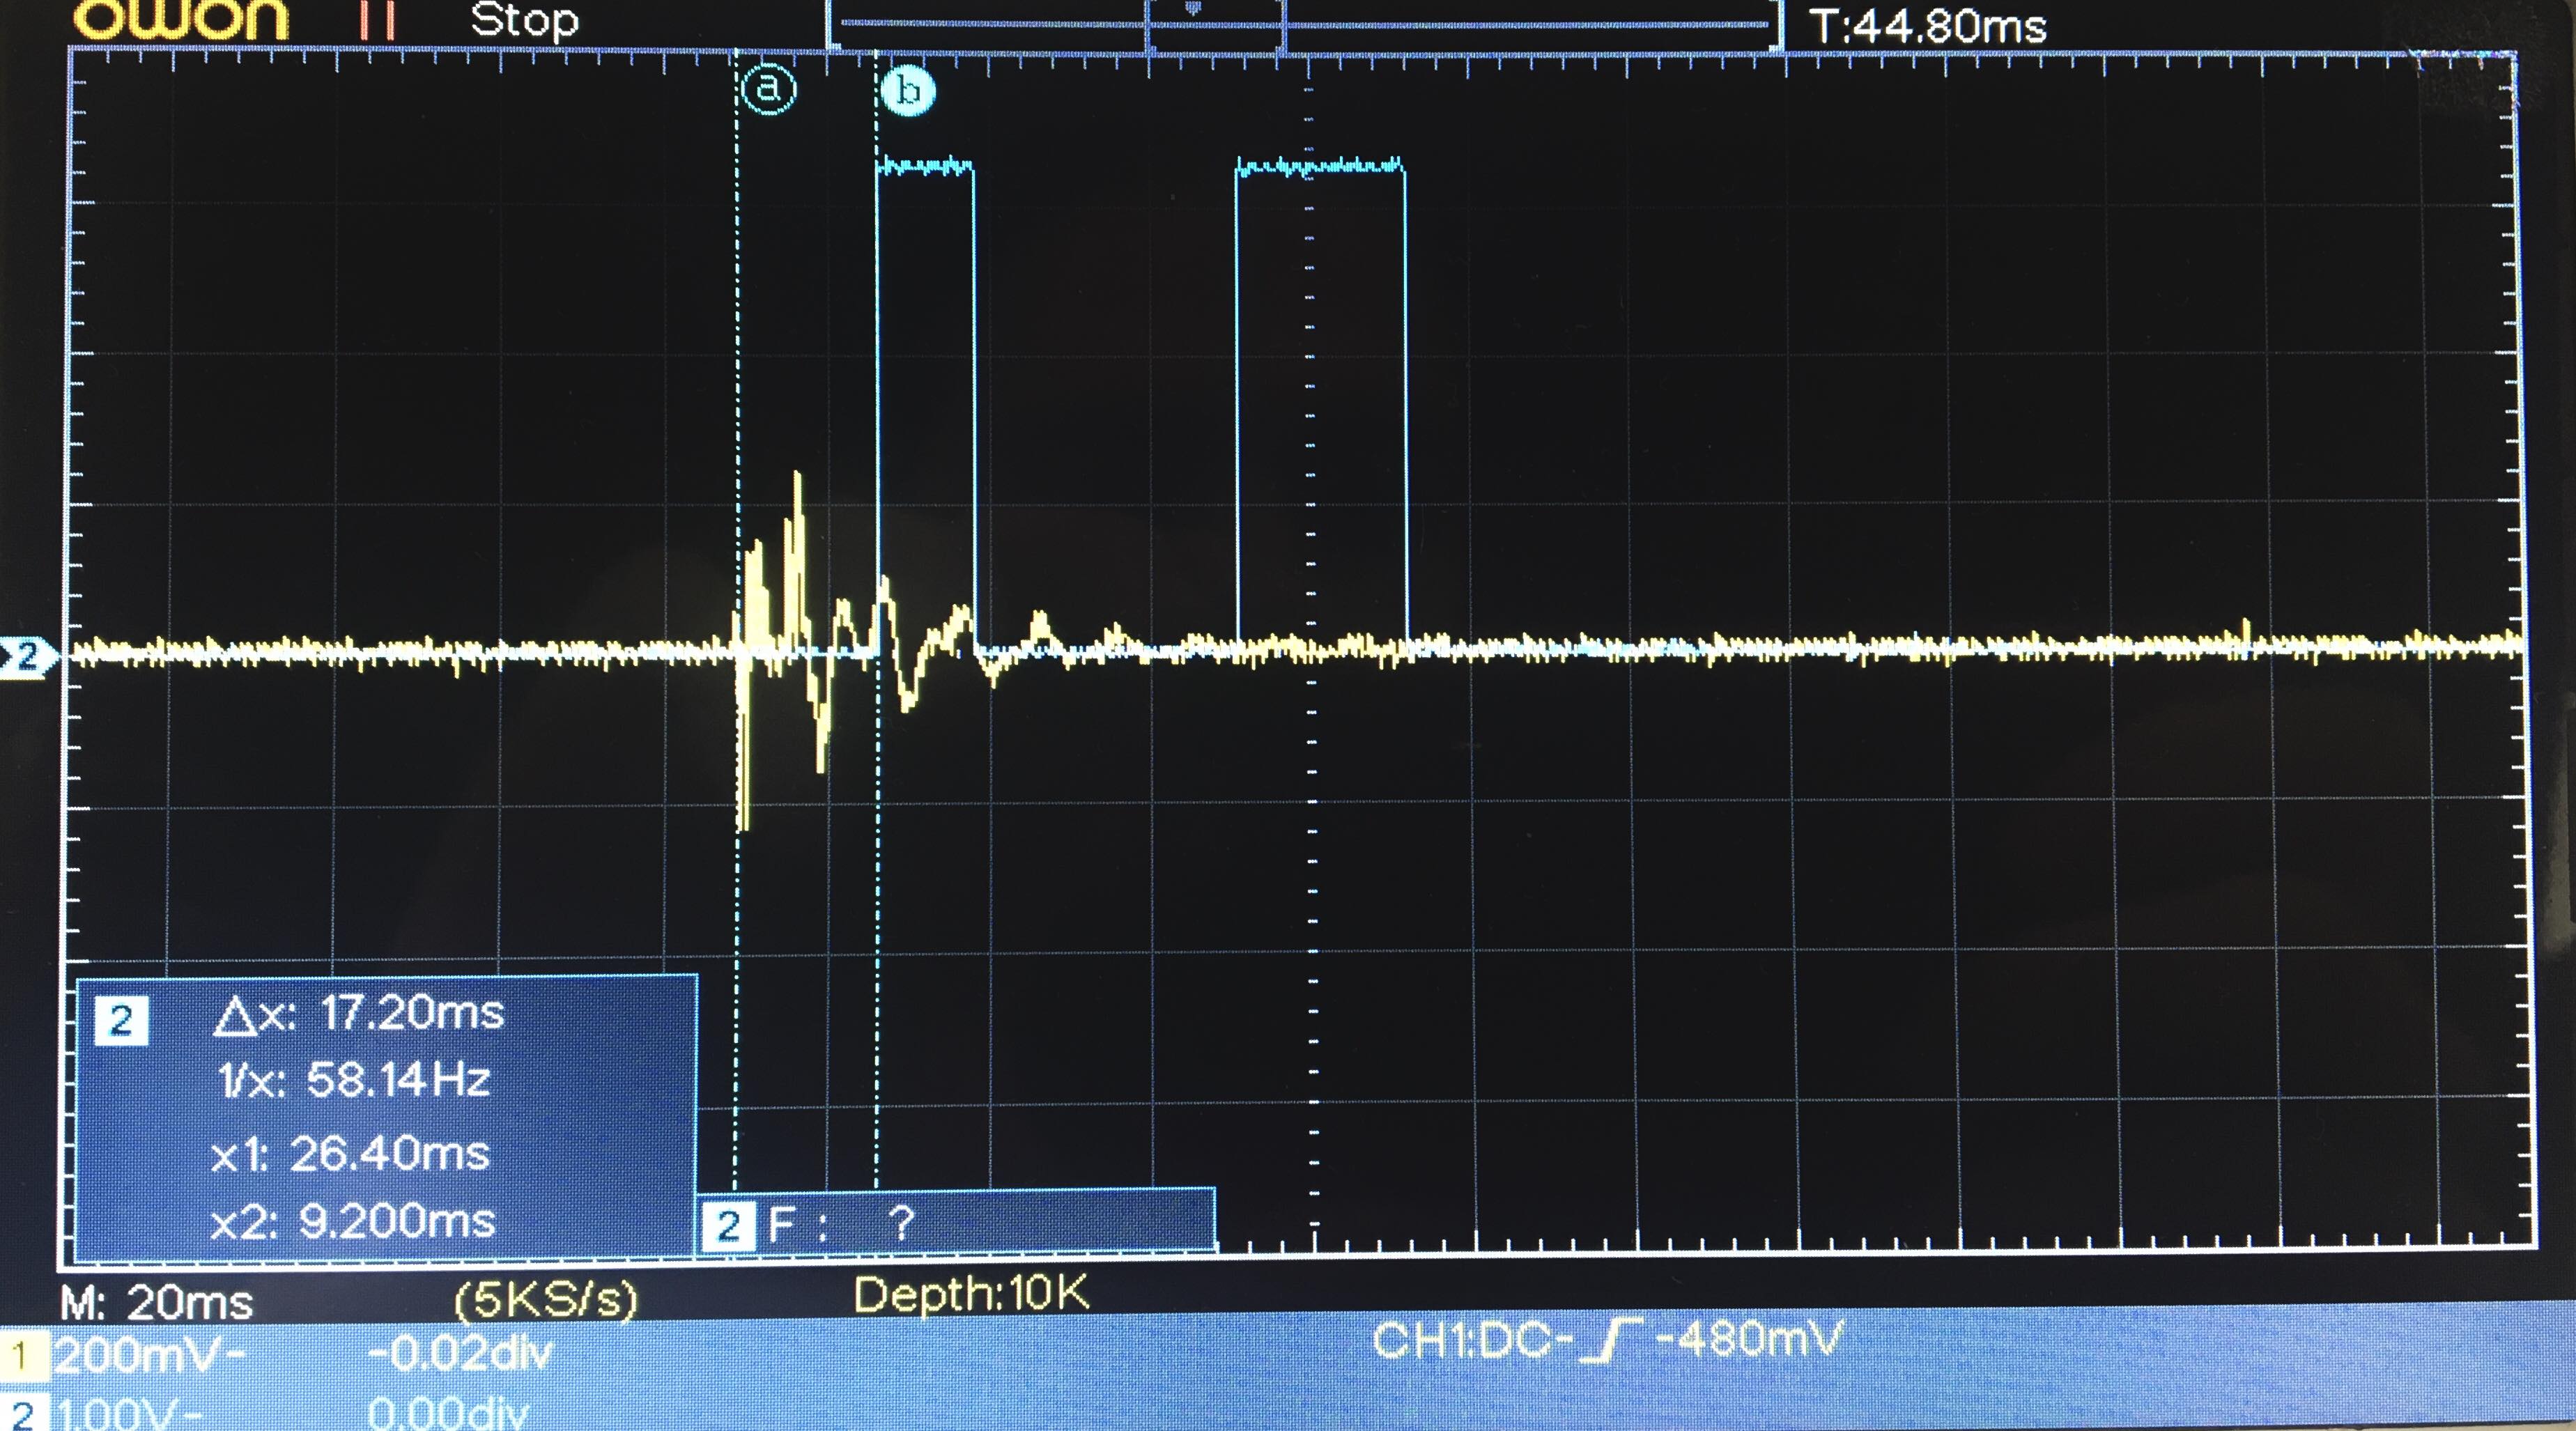 owon Stop T:44.80ms
a b
2
2 Δx: 17.20ms
1/x: 58.14Hz
x1: 26.40ms
x2: 9.200ms
2 F : ?
M: 20ms (5KS/s) Depth:10K
1 200mV- -0.02div CH1:DC- -480mV
2 1.00V- 0.00div